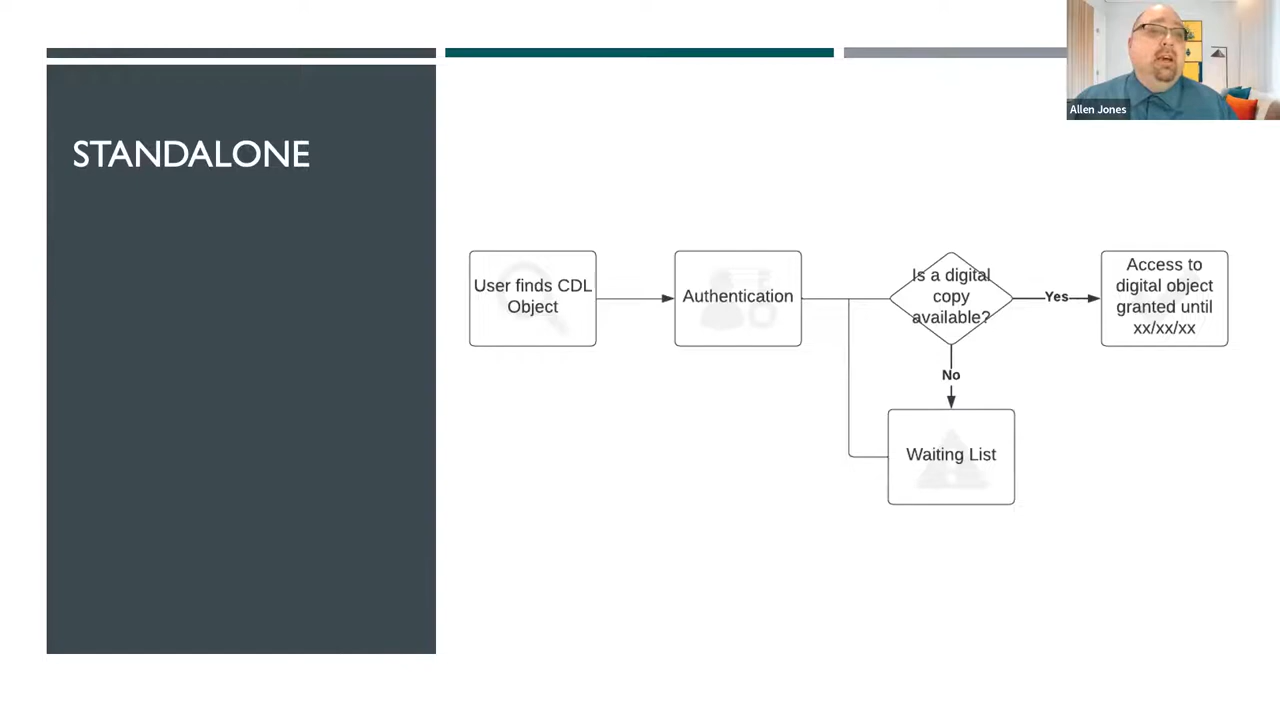 Allen Jones
STANDALONE
User finds CDL
Object
Authentication
Is a digital
copy
available?
Yes
Access to
digital object
granted until
xx/xx/xx
No
Waiting List